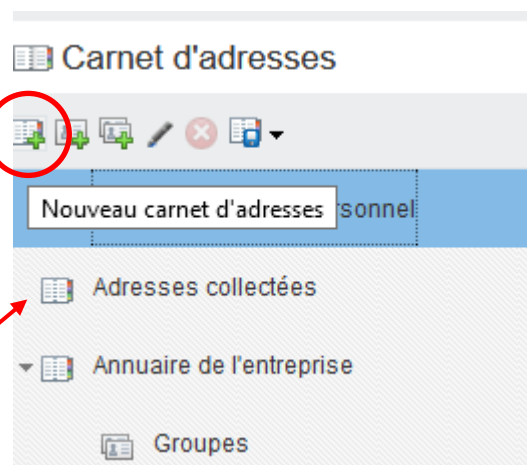 Carnet d'adresses
Nouveau carnet d'adresses
Adresses collectées
Annuaire de l'entreprise
Groupes